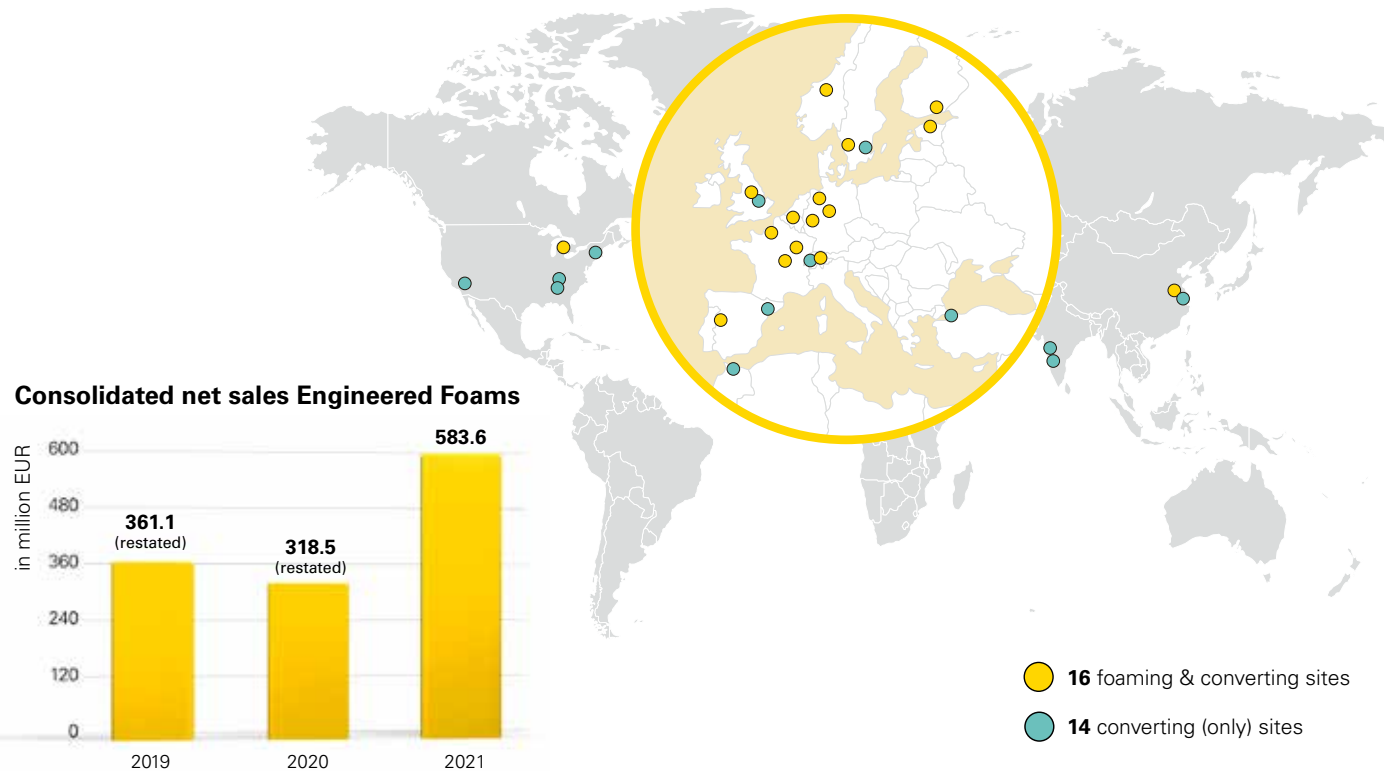 Consolidated net sales Engineered Foams
in million EUR
600
480
360
240
120
0
361.1
(restated)
318.5
(restated)
583.6
2019
2020
2021
16 foaming & converting sites
14 converting (only) sites